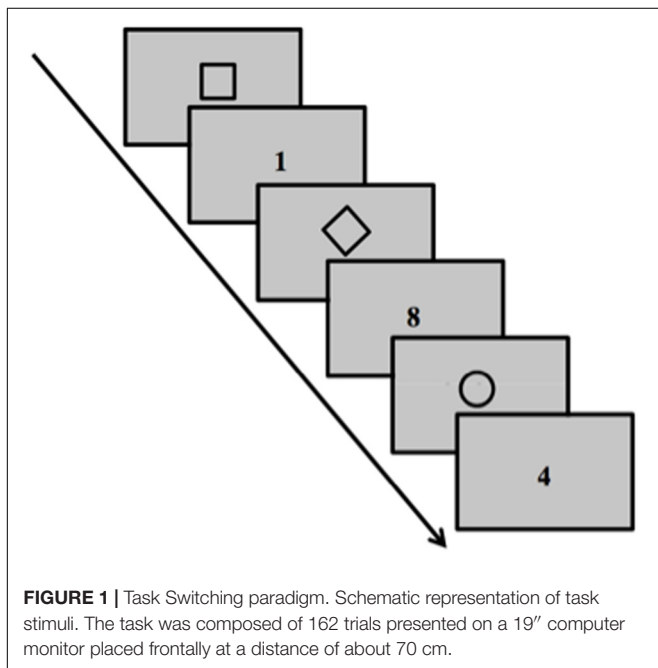 1
8
4
FIGURE 1 | Task Switching paradigm. Schematic representation of task
stimuli. The task was composed of 162 trials presented on a 19″ computer
monitor placed frontally at a distance of about 70 cm.